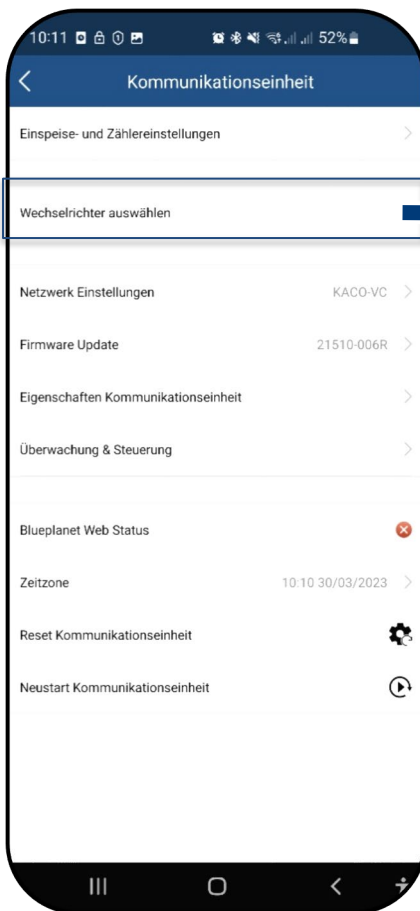 10:11 52%
Kommunikationseinheit
Einspeise- und Zählereinstellungen
Wechselrichter auswählen
Netzwerk Einstellungen KACO-VC
Firmware Update 21510-006R
Eigenschaften Kommunikationseinheit
Überwachung & Steuerung
Blueplanet Web Status
Zeitzone 10:10 30/03/2023
Reset Kommunikationseinheit
Neustart Kommunikationseinheit